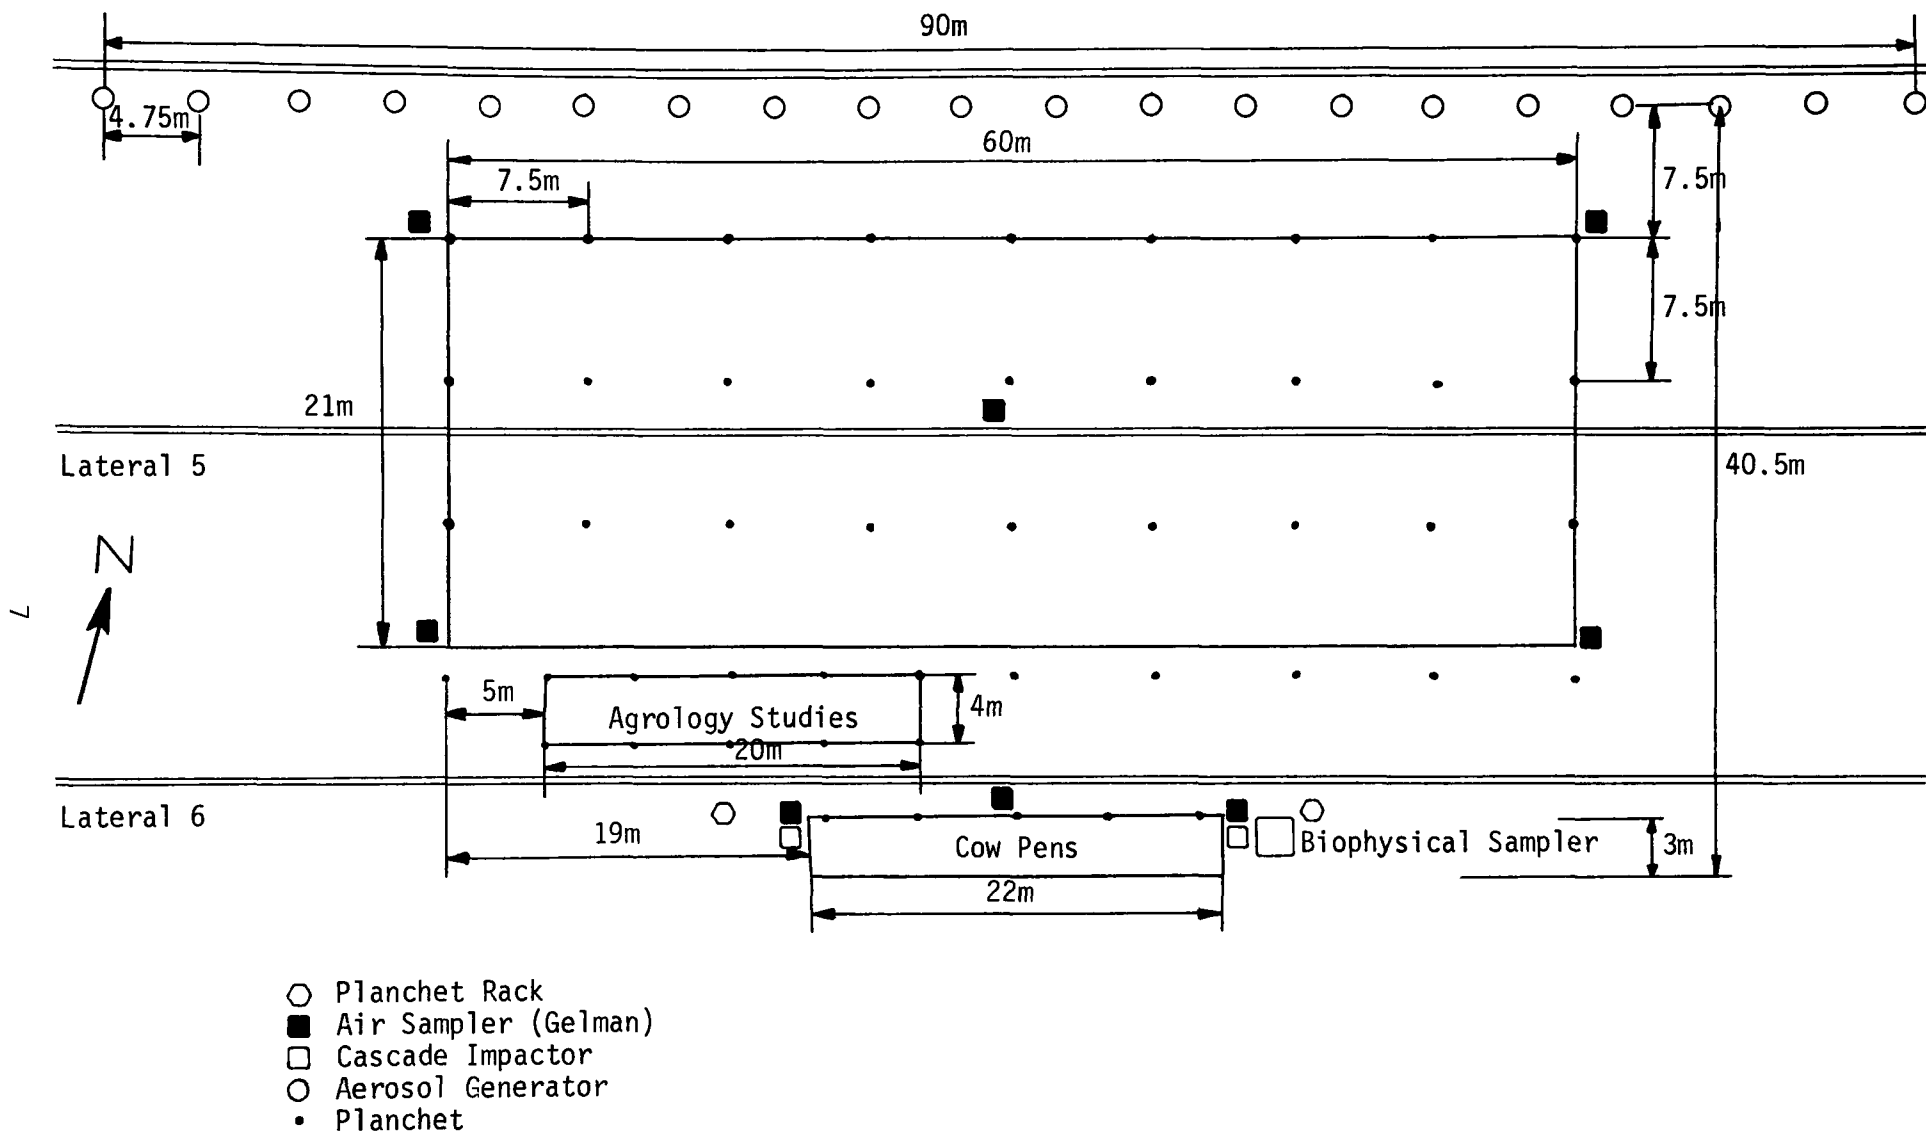 90m
4.75m
60m
7.5m
7.5m
7.5m
21m
Lateral 5
40.5m
N
7
5m
Agrology Studies
4m
20m
Lateral 6
19m
Cow Pens
Biophysical Sampler
3m
22m
Planchet Rack
Air Sampler (Gelman)
Cascade Impactor
Aerosol Generator
Planchet